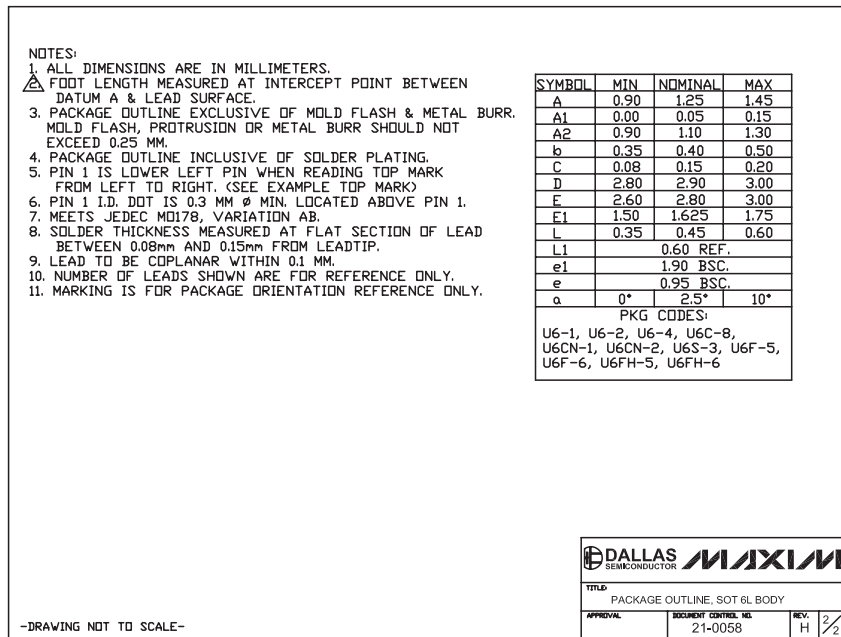 NOTES:
1. ALL DIMENSIONS ARE IN MILLIMETERS.
2. FOOT LENGTH MEASURED AT INTERCEPT POINT BETWEEN
DATUM A & LEAD SURFACE.
3. PACKAGE OUTLINE EXCLUSIVE OF MOLD FLASH & METAL BURR.
MOLD FLASH, PROTRUSION OR METAL BURR SHOULD NOT
EXCEED 0.25 MM.
4. PACKAGE OUTLINE INCLUSIVE OF SOLDER PLATING.
5. PIN 1 IS LOWER LEFT PIN WHEN READING TOP MARK
FROM LEFT TO RIGHT. (SEE EXAMPLE TOP MARK)
6. PIN 1 I.D. DOT IS 0.3 MM ø MIN. LOCATED ABOVE PIN 1.
7. MEETS JEDEC MO178, VARIATION AB.
8. SOLDER THICKNESS MEASURED AT FLAT SECTION OF LEAD
BETWEEN 0.08mm AND 0.15mm FROM LEADTIP.
9. LEAD TO BE COPLANAR WITHIN 0.1 MM.
10. NUMBER OF LEADS SHOWN ARE FOR REFERENCE ONLY.
11. MARKING IS FOR PACKAGE ORIENTATION REFERENCE ONLY.
SYMBOL MIN NOMINAL MAX
A 0.90 1.25 1.45
A1 0.00 0.05 0.15
A2 0.90 1.10 1.30
b 0.35 0.40 0.50
C 0.08 0.15 0.20
D 2.80 2.90 3.00
E 2.60 2.80 3.00
E1 1.50 1.625 1.75
L 0.35 0.45 0.60
L1 0.60 REF.
e1 1.90 BSC.
e 0.95 BSC.
a 0° 2.5° 10°
PKG CODES:
U6-1, U6-2, U6-4, U6C-8,
U6CN-1, U6CN-2, U6S-3, U6F-5,
U6F-6, U6FH-5, U6FH-6
DALLAS SEMICONDUCTOR MAXIM
TITLE:
PACKAGE OUTLINE, SOT 6L BODY
APPROVAL DOCUMENT CONTROL NO. REV.
21-0058 H 2/2
-DRAWING NOT TO SCALE-